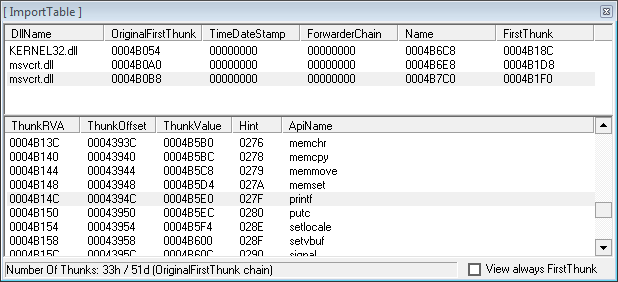 [ ImportTable ]
DllName OriginalFirstThunk TimeDateStamp ForwarderChain Name FirstThunk
KERNEL32.dll 0004B054 00000000 00000000 0004B6C8 0004B18C
msvcrt.dll 0004B0A0 00000000 00000000 0004B6E8 0004B1D8
msvcrt.dll 0004B0B8 00000000 00000000 0004B7C0 0004B1F0
ThunkRVA ThunkOffset ThunkValue Hint ApiName
0004B13C 0004393C 0004B5B0 0276 memchr
0004B140 00043940 0004B5BC 0278 memcpy
0004B144 00043944 0004B5C8 0279 memmove
0004B148 00043948 0004B5D4 027A memset
0004B14C 0004394C 0004B5E0 027F printf
0004B150 00043950 0004B5EC 0280 putc
0004B154 00043954 0004B5F4 028E setlocale
0004B158 00043958 0004B600 028F setvbuf
0004B15C 0004395C 0004B60C 0290 signal
Number Of Thunks: 33h / 51d (OriginalFirstThunk chain) View always FirstThunk